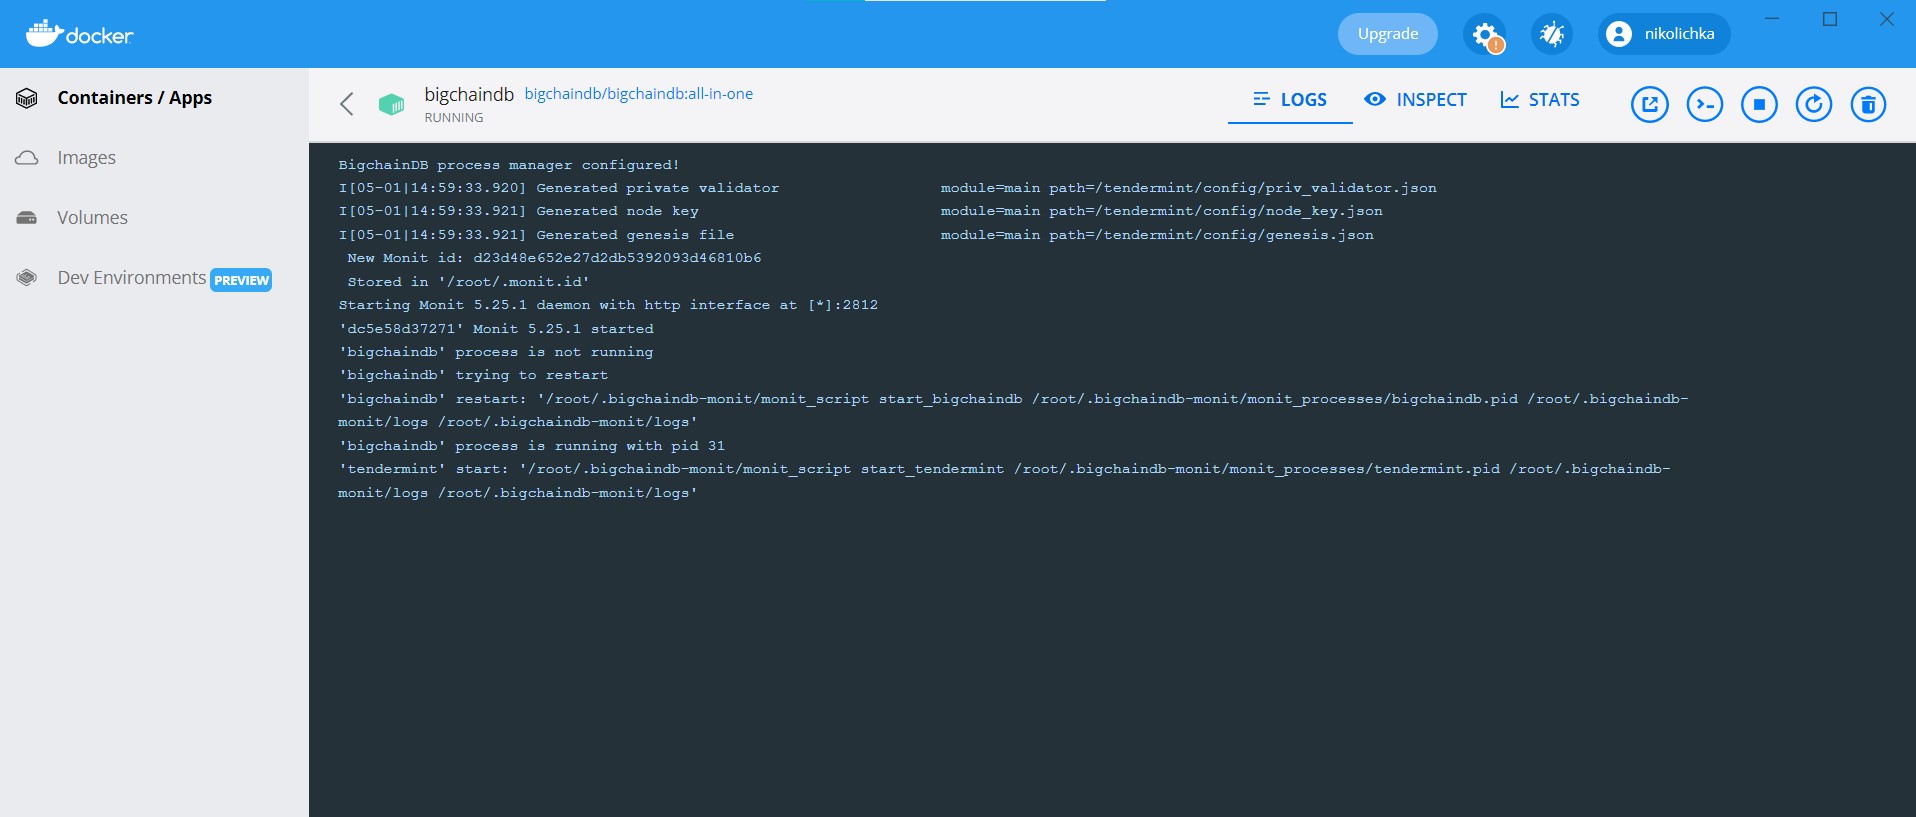 docker
Upgrade
nikolichka
Containers / Apps
Images
Volumes
Dev Environments PREVIEW
bigchaindb bigchaindb/bigchaindb:all-in-one
RUNNING
LOGS
INSPECT
STATS
BigchainDB process manager configured!
I[05-01|14:59:33.920] Generated private validator module=main path=/tendermint/config/priv_validator.json
I[05-01|14:59:33.921] Generated node key module=main path=/tendermint/config/node_key.json
I[05-01|14:59:33.921] Generated genesis file module=main path=/tendermint/config/genesis.json
New Monit id: d23d48e652e27d2db5392093d46810b6
Stored in '/root/.monit.id'
Starting Monit 5.25.1 daemon with http interface at [*]:2812
'dc5e58d37271' Monit 5.25.1 started
'bigchaindb' process is not running
'bigchaindb' trying to restart
'bigchaindb' restart: '/root/.bigchaindb-monit/monit_script start_bigchaindb /root/.bigchaindb-monit/monit_processes/bigchaindb.pid /root/.bigchaindb-
monit/logs /root/.bigchaindb-monit/logs'
'bigchaindb' process is running with pid 31
'tendermint' start: '/root/.bigchaindb-monit/monit_script start_tendermint /root/.bigchaindb-monit/monit_processes/tendermint.pid /root/.bigchaindb-
monit/logs /root/.bigchaindb-monit/logs'